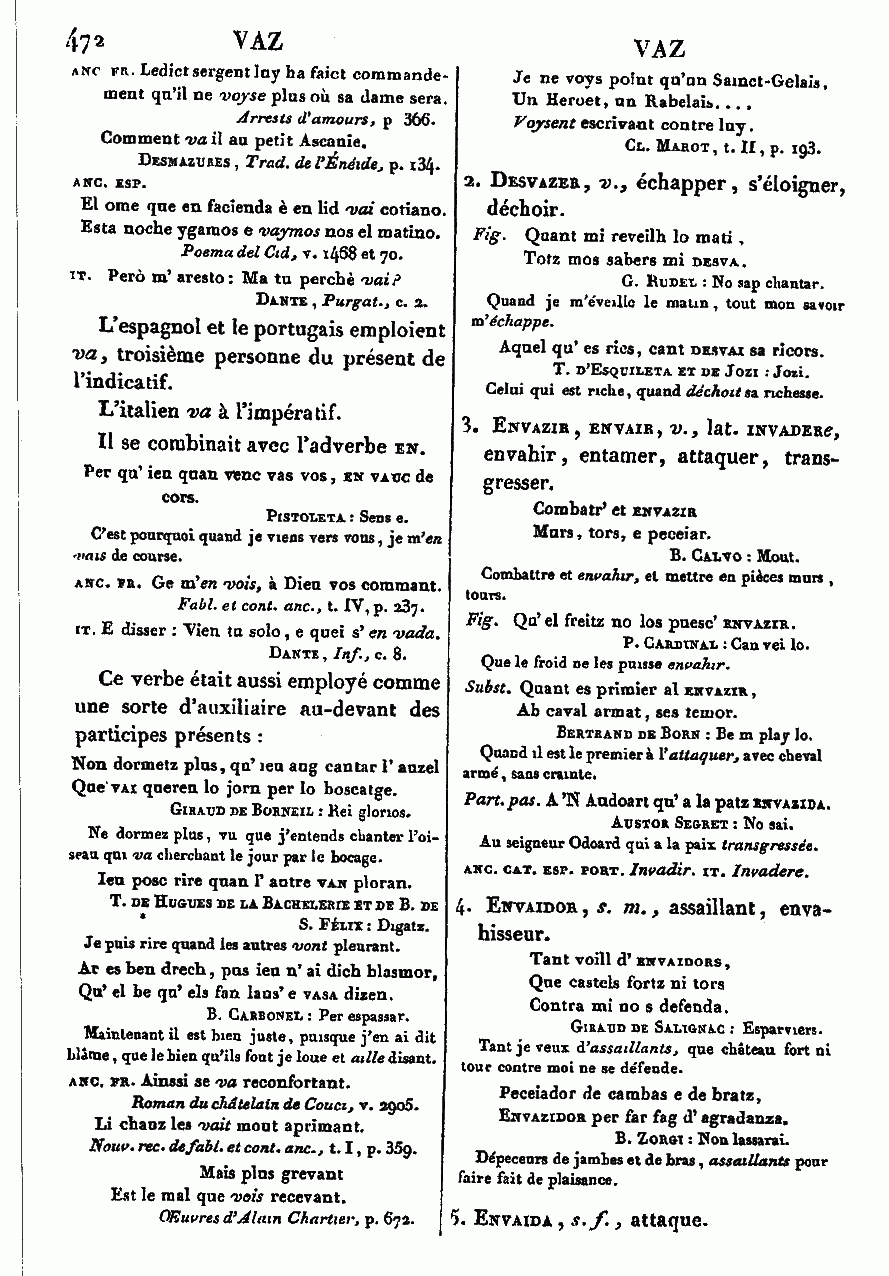 472 VAZ VAZ
ANC FR. Ledict sergent luy ha faict commande-
ment qu'il ne voyse plus où sa dame sera.
Arrests d'amours, p 366.
Comment va il au petit Ascanie.
DESMAZURES, Trad. de l'Énéide, p. 134.
ANC. ESP.
El ome que en facienda è en lid vai cotiano.
Esta noche ygamos e vaymos nos el matino.
Poema del Cid, v. 1468 et 70.
IT. Però m' aresto: Ma tu perchè vai?
DANTE, Purgat., c. 2.
L'espagnol et le portugais emploient
va, troisième personne du présent de
l'indicatif.
L'italien va à l'impératif.
Il se combinait avec l'adverbe EN.
Per qu' ieu quan venc vas vos, EN VAUC de
cors.
PISTOLETA: Sens e.
C'est pourquoi quand je viens vers vous, je m'en
vais de course.
ANC. FR. Ge m'en vois, à Dieu vos commant.
Fabl. et cont. anc., t. IV, p. 237.
IT. E disser: Vien tu solo, e quei s' en vada.
DANTE, Inf., c. 8.
Ce verbe était aussi employé comme
une sorte d'auxiliaire au-devant des
participes présents:
Non dormetz plus, qu' ieu aug cantar l' auzel
Que VAI queren lo jorn per lo boscatge.
GIRAUD DE BORNEIL: Rei glorios.
Ne dormez plus, vu que j'entends chanter l'oi-
seau qui va cherchant le jour par le bocage.
Ieu posc rire quan l' autre VAN ploran.
T. DE HUGUES DE LA BACHELERIE ET DE B. DE
S. FÉLIX: Digatz.
Je puis rire quand les autres vont pleurant.
Ar es ben drech, pus ieu n' ai dich blasmor,
Qu' el be qu' els fan laus' e VASA dizen.
B. CARBONEL: Per espassar.
Maintenant il est bien juste, puisque j'en ai dit
blâme, que le bien qu'ils font je loue et aille disant.
ANC. FR. Ainssi se va reconfortant.
Roman du châtelain de Couci, v. 2905.
Li chauz les vait mout aprimant.
Nouv. rec. de fabl. et cont. anc., t. I, p. 359.
Mais plus grevant
Est le mal que vois recevant.
OEuvres d'Alain Chartier, p. 672.
Je ne voys point qu'un Sainct-Gelais,
Un Heroet, un Rabelais....
Voysent escrivant contre luy.
CL. MAROT, t. II, p. 193.
2. DESVAZER, v., échapper, s'éloigner,
déchoir.
Fig. Quant mi reveilh lo mati,
Totz mos sabers mi DESVA.
G. RUDEL: No sap chantar.
Quand je m'éveille le matin, tout mon savoir
m'échappe.
Aquel qu' es rics, cant DESVAI sa ricors.
T. D'ESQUILETA ET DE JOZI: Jozi.
Celui qui est riche, quand déchoit sa richesse.
3. ENVAZIR, ENVAIR, v., lat. INVADERe,
envahir, entamer, attaquer, trans-
gresser.
Combatr' et ENVAZIR
Murs, tors, e peceiar.
B. CALVO: Mout.
Combattre et envahir, et mettre en pièces murs,
tours.
Fig. Qu' el freitz no los puesc' ENVAZIR.
P. CARDINAL: Can vei lo.
Que le froid ne les puisse envahir.
Subst. Quant es primier al ENVAZIR,
Ab caval armat, ses temor.
BERTRAND DE BORN: Be m play lo.
Quand il est le premier à l'attaquer, avec cheval
armé, sans crainte.
Part. pas. A 'N Audoart qu' a la patz ENVAZIDA.
AUSTOR SEGRET: No sai.
Au seigneur Odoard qui a la paix transgressée.
ANC. CAT. ESP. PORT. Invadir. IT. Invadere.
4. ENVAIDOR, s. m., assaillant, enva-
hisseur.
Tant voill d' ENVAIDORS,
Que castels fortz ni tors
Contra mi no s defenda.
GIRAUD DE SALIGNAC: Esparviers.
Tant je veux d'assaillants, que château fort ni
tour contre moi ne se défende.
Peceiador de cambas e de bratz,
ENVAZIDOR per far fag d' agradanza.
B. ZORGI: Non lassarai.
Dépeceurs de jambes et de bras, assaillants pour
faire fait de plaisance.
5. ENVAIDA, s. f., attaque.